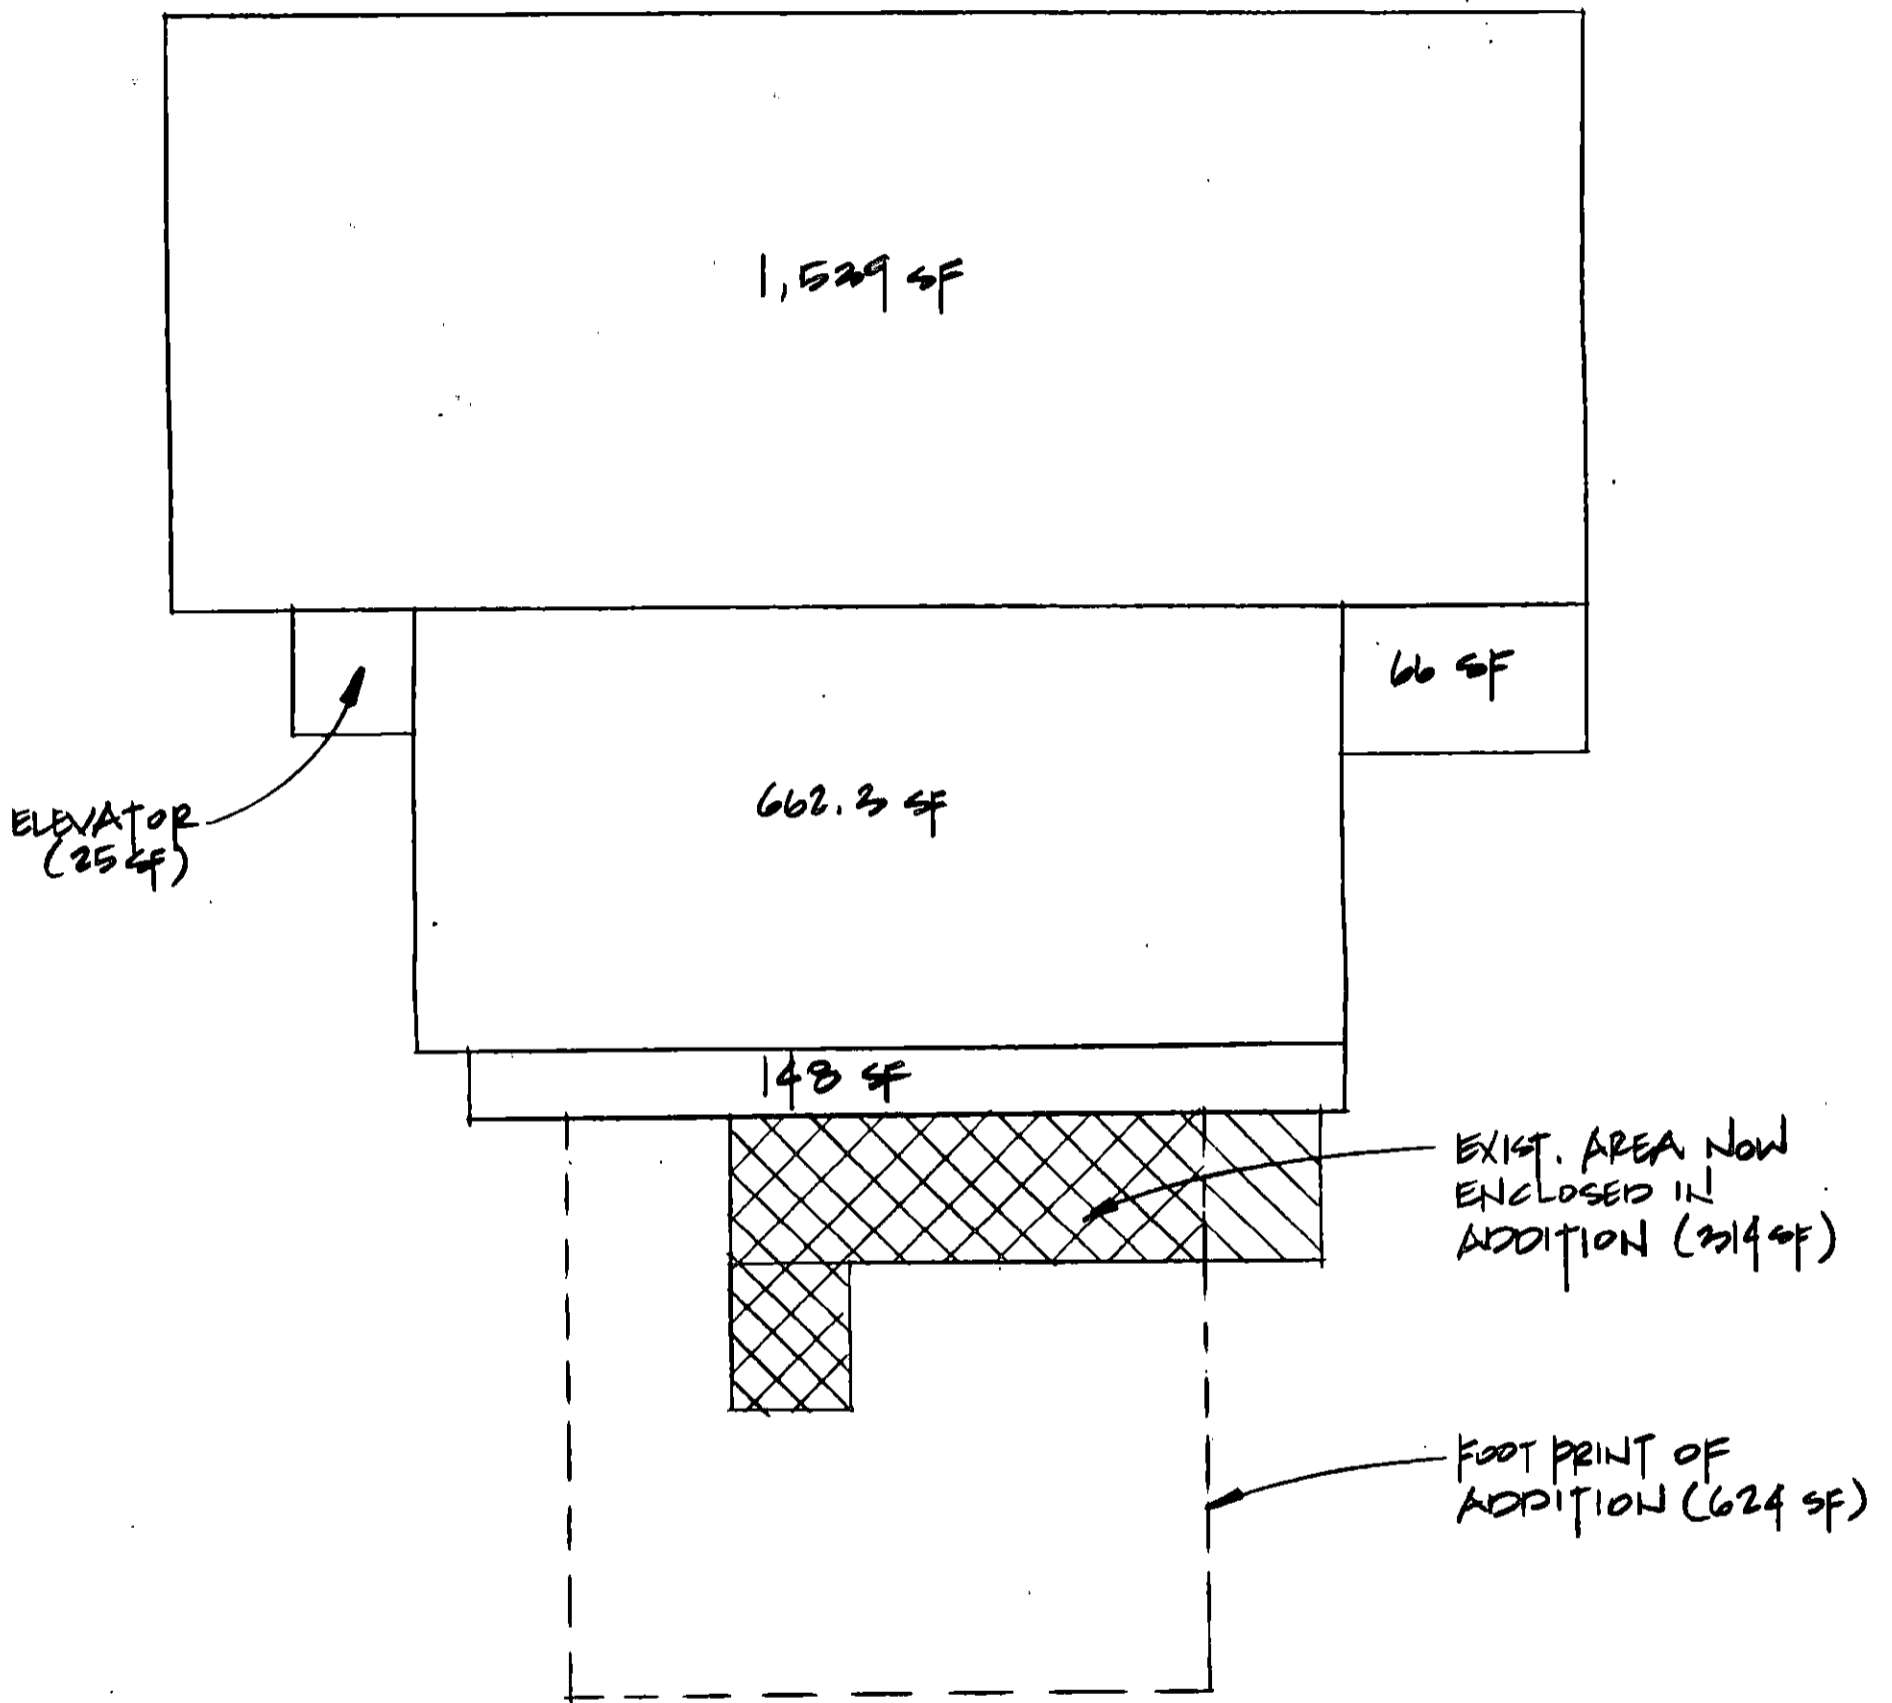 1,539 SF
66 SF
662.3 SF
ELEVATOR
(25 SF)
148 SF
EXIST. AREA NOW
ENCLOSED IN
ADDITION (314 SF)
FOOT PRINT OF
ADDITION (624 SF)